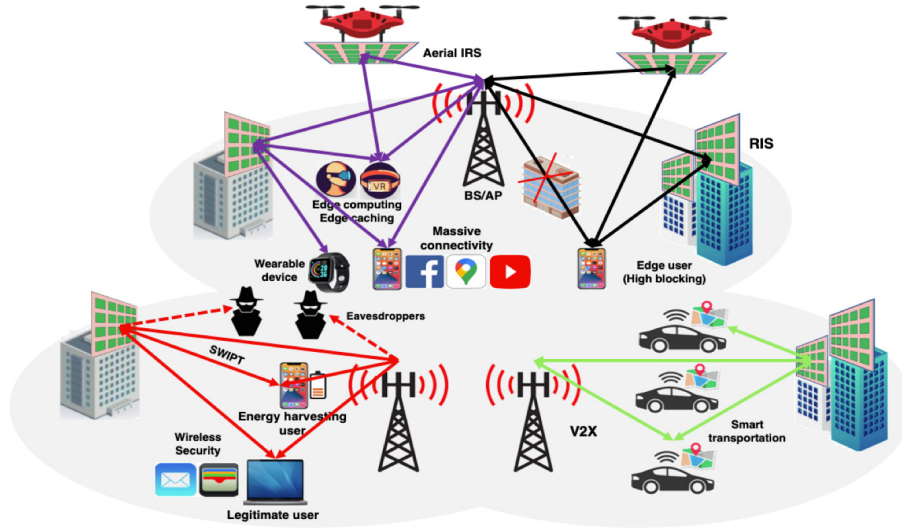 Aerial IRS
RIS
VR
Edge computing
Edge caching
BS/AP
Massive
connectivity
Wearable
device
Edge user
(High blocking)
Eavesdroppers
SWIPT
Energy harvesting
user
V2X
Smart
transportation
Wireless
Security
Legitimate user